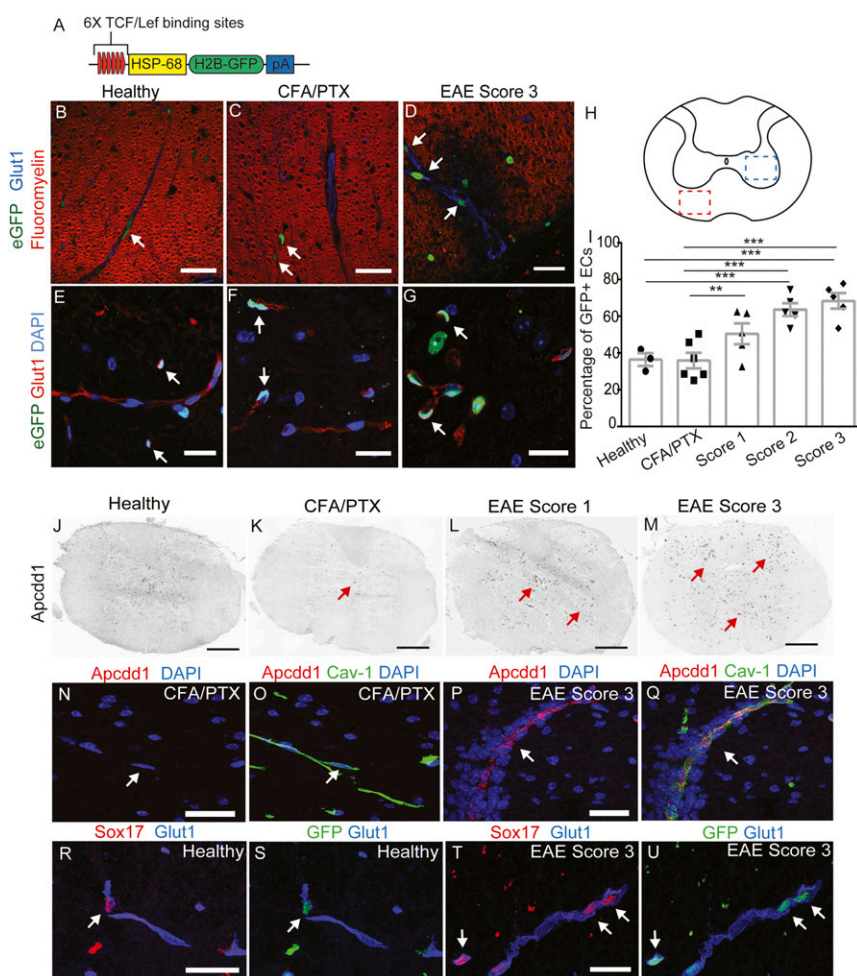 A
6X TCF/Lef binding sites
HSP-68 H2B-GFP pA
Healthy CFA/PTX EAE Score 3
B C D
eGFP Glut1
Fluoromyelin
E F G
eGFP Glut1 DAPI
H
I
Percentage of GFP+ ECs
100
80
60
40
20
0
***
***
***
***
**
Healthy
CFA/PTX
Score 1
Score 2
Score 3
Healthy CFA/PTX EAE Score 1 EAE Score 3
J K L M
Apcdd1
Apcdd1 DAPI Apcdd1 Cav-1 DAPI Apcdd1 DAPI Apcdd1 Cav-1 DAPI
N CFA/PTX O CFA/PTX P EAE Score 3 Q EAE Score 3
Sox17 Glut1 GFP Glut1 Sox17 Glut1 GFP Glut1
R Healthy S Healthy T EAE Score 3 U EAE Score 3